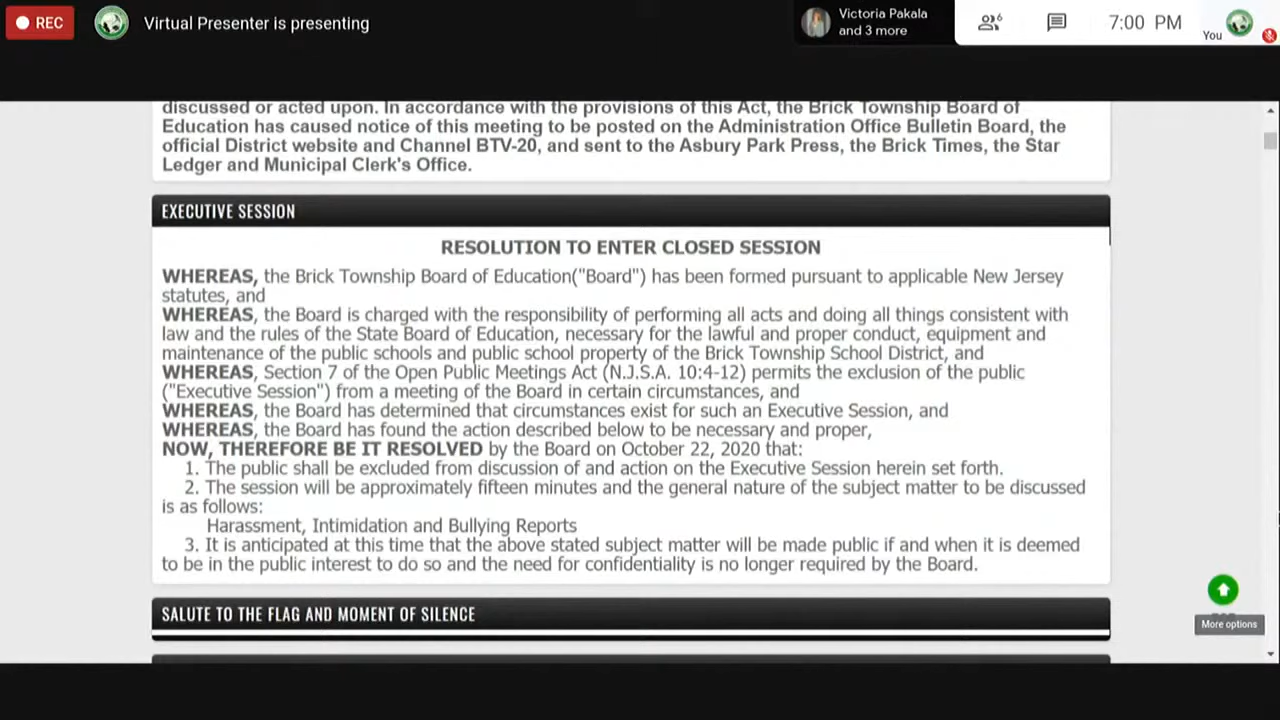 REC
Virtual Presenter is presenting
Victoria Pakala
and 3 more
6
7:00 PM
You
discussed or acted upon. In accordance with the provisions of this Act, the Brick Township Board of
Education has caused notice of this meeting to be posted on the Administration Office Bulletin Board, the
official District website and Channel BTV-20, and sent to the Asbury Park Press, the Brick Times, the Star
Ledger and Municipal Clerk's Office.
EXECUTIVE SESSION
RESOLUTION TO ENTER CLOSED SESSION
WHEREAS, the Brick Township Board of Education("Board") has been formed pursuant to applicable New Jersey
statutes, and
WHEREAS, the Board is charged with the responsibility of performing all acts and doing all things consistent with
law and the rules of the State Board of Education, necessary for the lawful and proper conduct, equipment and
maintenance of the public schools and public school property of the Brick Township School District, and
WHEREAS, Section 7 of the Open Public Meetings Act (N.J.S.A. 10:4-12) permits the exclusion of the public
("Executive Session") from a meeting of the Board in certain circumstances, and
WHEREAS, the Board has determined that circumstances exist for such an Executive Session, and
WHEREAS, the Board has found the action described below to be necessary and proper,
NOW, THEREFORE BE IT RESOLVED by the Board on October 22, 2020 that:
1. The public shall be excluded from discussion of and action on the Executive Session herein set forth.
2. The session will be approximately fifteen minutes and the general nature of the subject matter to be discussed
is as follows:
Harassment, Intimidation and Bullying Reports
3. It is anticipated at this time that the above stated subject matter will be made public if and when it is deemed
to be in the public interest to do so and the need for confidentiality is no longer required by the Board.
More options
SALUTE TO THE FLAG AND MOMENT OF SILENCE